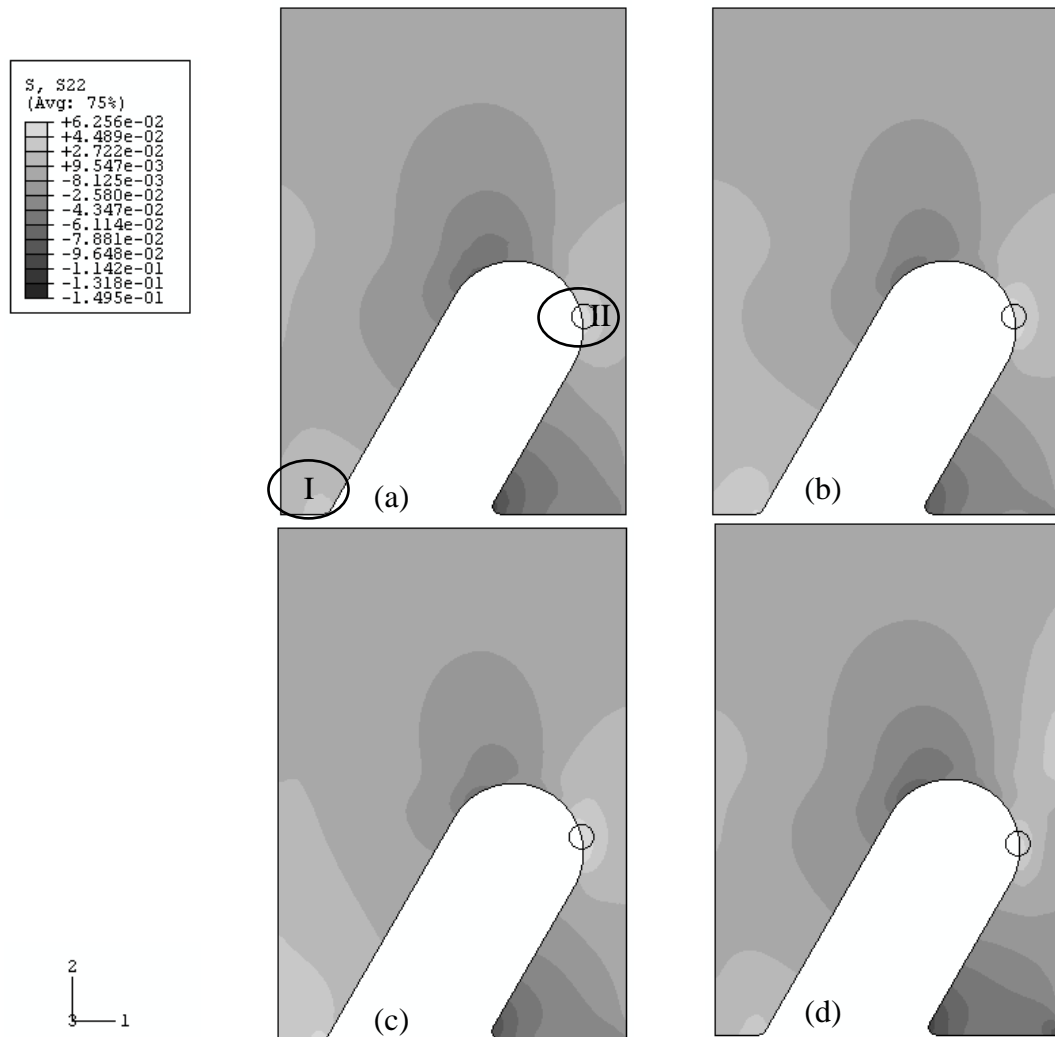 S, S22
(Avg: 75%)
+6.256e-02
+4.489e-02
+2.722e-02
+9.547e-03
-8.125e-03
-2.580e-02
-4.347e-02
-6.114e-02
-7.881e-02
-9.648e-02
-1.142e-01
-1.318e-01
-1.495e-01
II
I
(a)
(b)
2
3 1
(c)
(d)